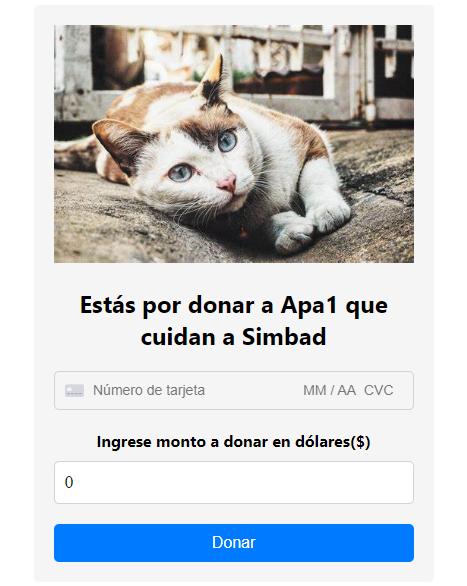 Estás por donar a Apa1 que
cuidan a Simbad
Número de tarjeta MM / AA CVC
Ingrese monto a donar en dólares($)
0
Donar